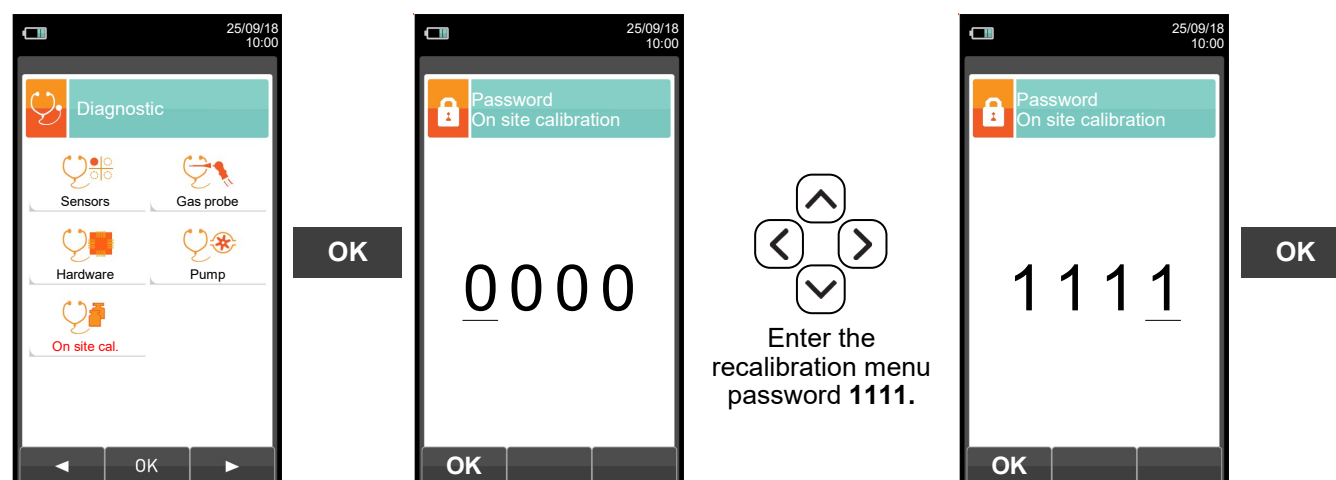 25/09/18
10:00
Diagnostic
Sensors
Gas probe
Hardware
Pump
On site cal.
◄ OK ►
OK
25/09/18
10:00
Password
On site calibration
0000
OK
Enter the
recalibration menu
password 1111.
25/09/18
10:00
Password
On site calibration
1111
OK
OK